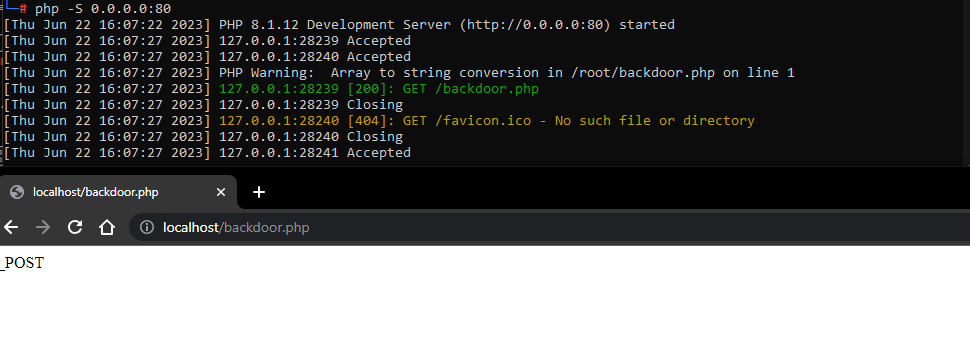 # php -S 0.0.0.0:80
[Thu Jun 22 16:07:22 2023] PHP 8.1.12 Development Server (http://0.0.0.0:80) started
[Thu Jun 22 16:07:27 2023] 127.0.0.1:28239 Accepted
[Thu Jun 22 16:07:27 2023] 127.0.0.1:28240 Accepted
[Thu Jun 22 16:07:27 2023] PHP Warning:  Array to string conversion in /root/backdoor.php on line 1
[Thu Jun 22 16:07:27 2023] 127.0.0.1:28239 [200]: GET /backdoor.php
[Thu Jun 22 16:07:27 2023] 127.0.0.1:28239 Closing
[Thu Jun 22 16:07:27 2023] 127.0.0.1:28240 [404]: GET /favicon.ico - No such file or directory
[Thu Jun 22 16:07:27 2023] 127.0.0.1:28240 Closing
[Thu Jun 22 16:07:27 2023] 127.0.0.1:28241 Accepted
localhost/backdoor.php
localhost/backdoor.php
_POST